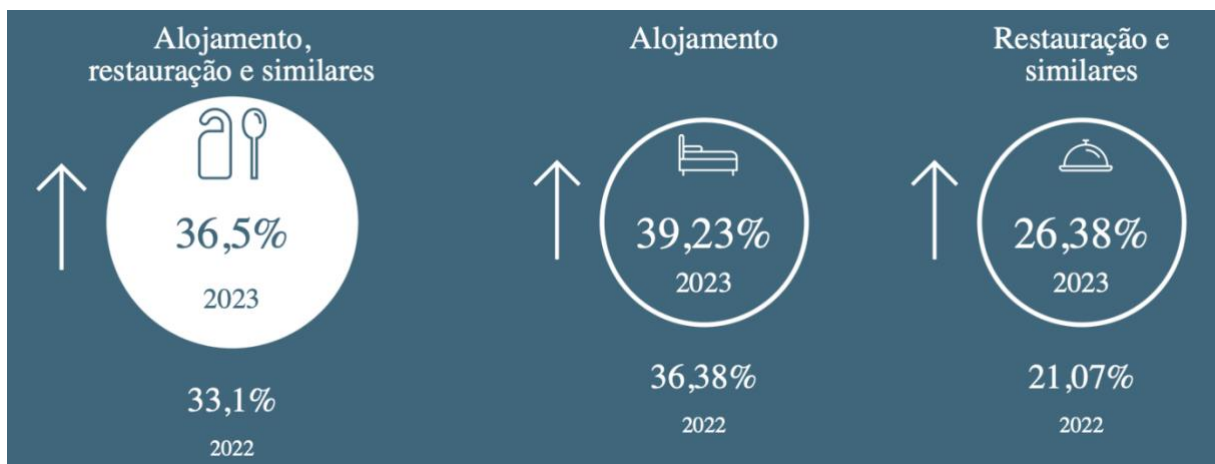 Alojamento,
restauração e similares
36,5%
2023
33,1%
2022
Alojamento
39,23%
2023
36,38%
2022
Restauração e
similares
26,38%
2023
21,07%
2022